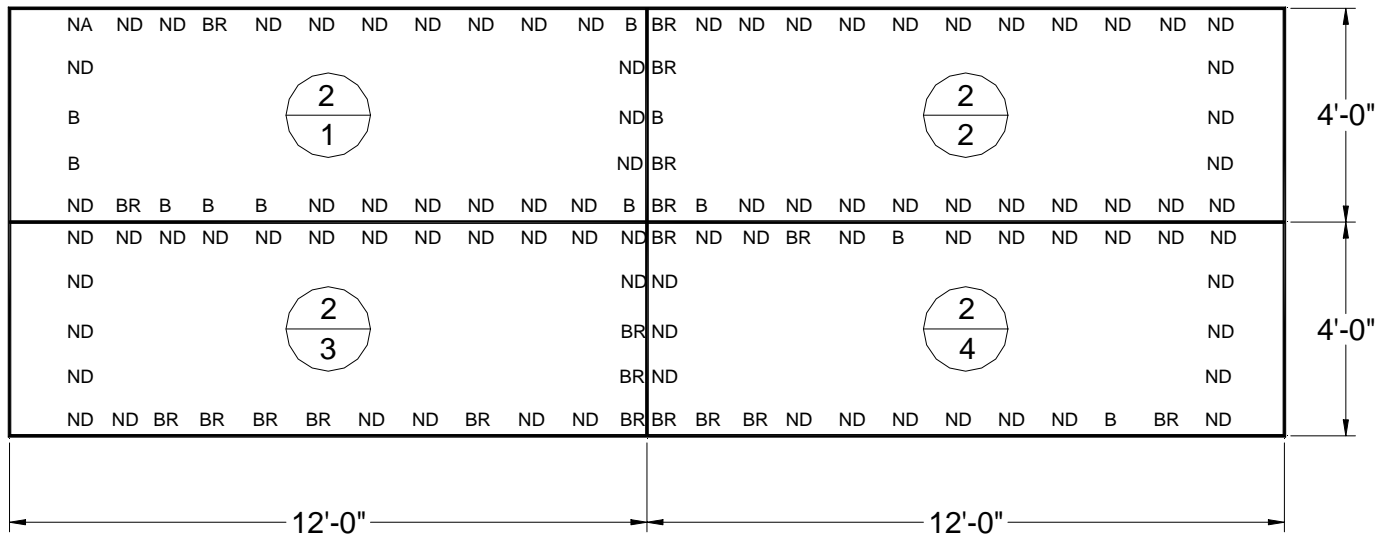 NA ND ND BR ND ND ND ND ND ND ND B BR ND ND ND ND ND ND ND ND ND ND ND
ND ND BR ND
2 2
B ND B ND 4'-0"
1 2
B ND BR ND
ND BR B B B ND ND ND ND ND ND B BR B ND ND ND ND ND ND ND ND ND ND
ND ND ND ND ND ND ND ND ND ND ND ND BR ND ND BR ND B ND ND ND ND ND ND
ND ND ND ND
2 2
ND BR ND ND 4'-0"
3 4
ND BR ND ND
ND ND BR BR BR BR ND ND BR ND ND BR BR BR BR ND ND ND ND ND ND B BR ND
12'-0" 12'-0"